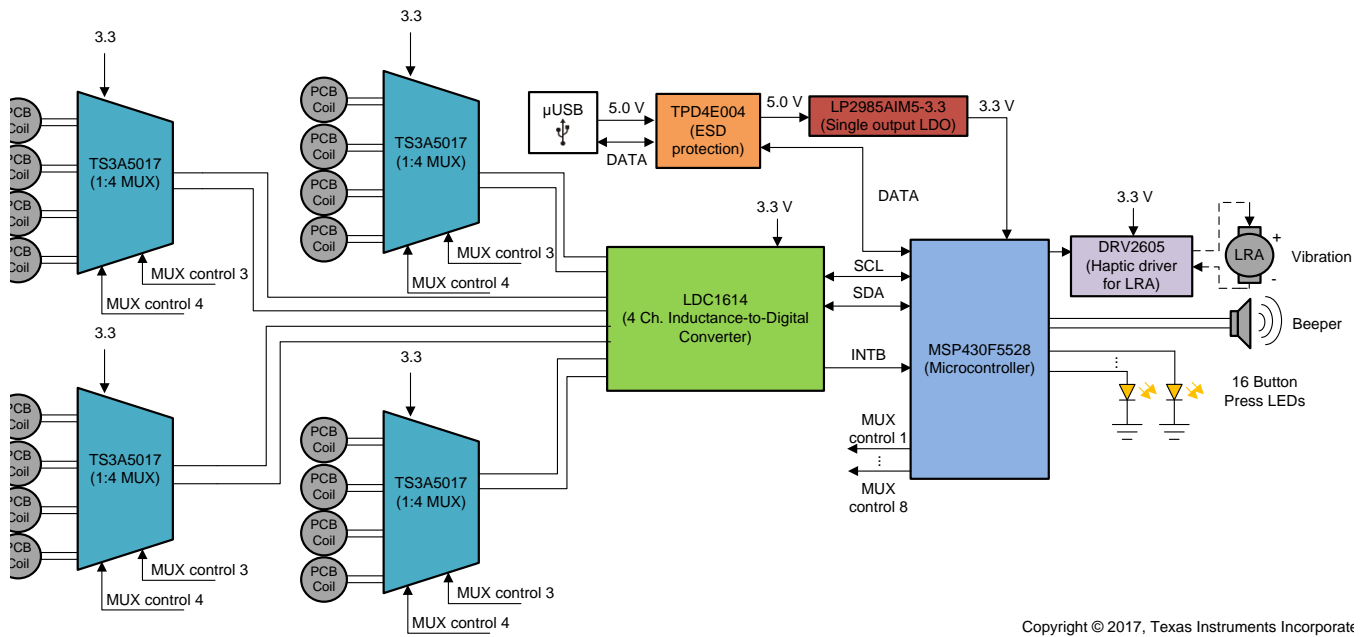 3.3
PCB
Coil
PCB
Coil
PCB
Coil
PCB
Coil
TS3A5017
(1:4 MUX)
MUX control 3
MUX control 4
3.3
PCB
Coil
PCB
Coil
PCB
Coil
PCB
Coil
TS3A5017
(1:4 MUX)
MUX control 3
MUX control 4
µUSB
5.0 V
DATA
TPD4E004
(ESD
protection)
5.0 V
LP2985AIM5-3.3
(Single output LDO)
3.3 V
DATA
3.3 V
LDC1614
(4 Ch. Inductance-to-Digital
Converter)
SCL
SDA
INTB
MSP430F5528
(Microcontroller)
MUX
control 1
...
MUX
control 8
3.3 V
DRV2605
(Haptic driver
for LRA)
LRA
+
-
Vibration
Beeper
...
16 Button
Press LEDs
3.3
PCB
Coil
PCB
Coil
PCB
Coil
PCB
Coil
TS3A5017
(1:4 MUX)
MUX control 3
MUX control 4
3.3
PCB
Coil
PCB
Coil
PCB
Coil
PCB
Coil
TS3A5017
(1:4 MUX)
MUX control 3
MUX control 4
Copyright © 2017, Texas Instruments Incorporate